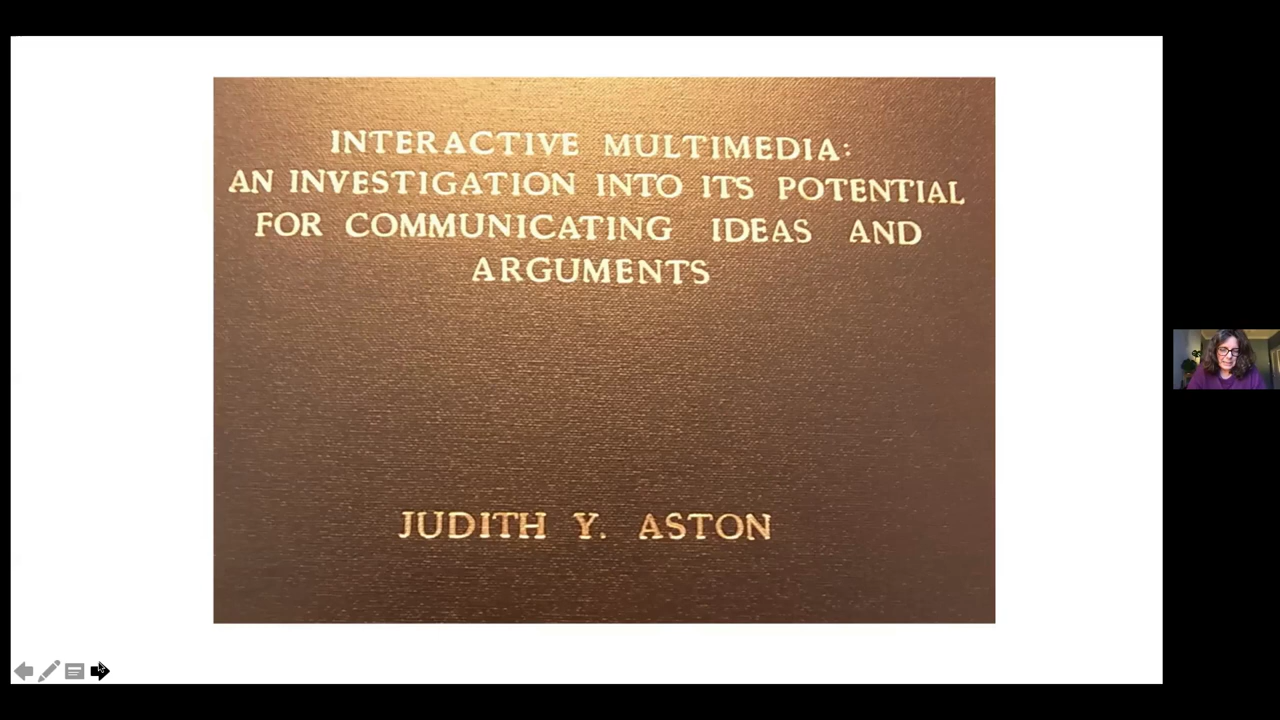 INTERACTIVE MULTIMEDIA:
AN INVESTIGATION INTO ITS POTENTIAL
FOR COMMUNICATING IDEAS AND
ARGUMENTS
JUDITH Y. ASTON